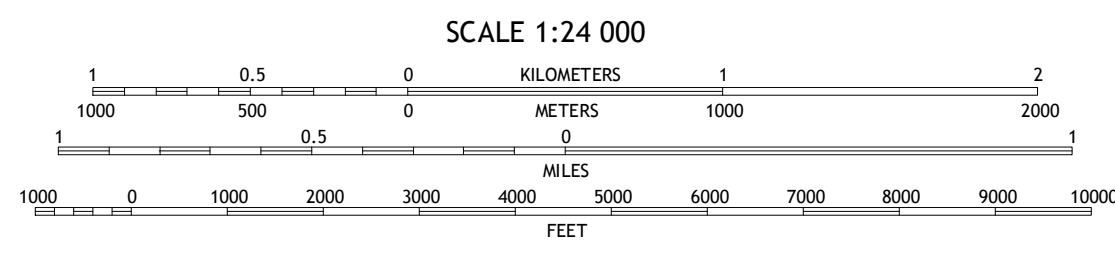 SCALE 1:24 000
1 0.5 0 KILOMETERS 1 2
1000 500 0 METERS 1000 2000
1 0.5 0 1
MILES
1000 0 1000 2000 3000 4000 5000 6000 7000 8000 9000 10000
FEET